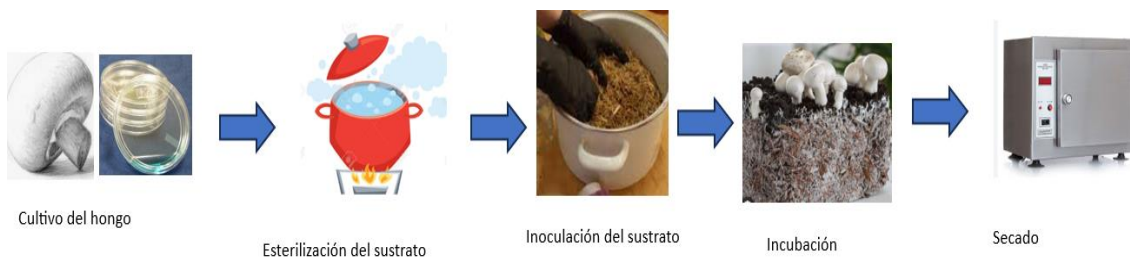 Cultivo del hongo
Esterilización del sustrato
Inoculación del sustrato
Incubación
Secado